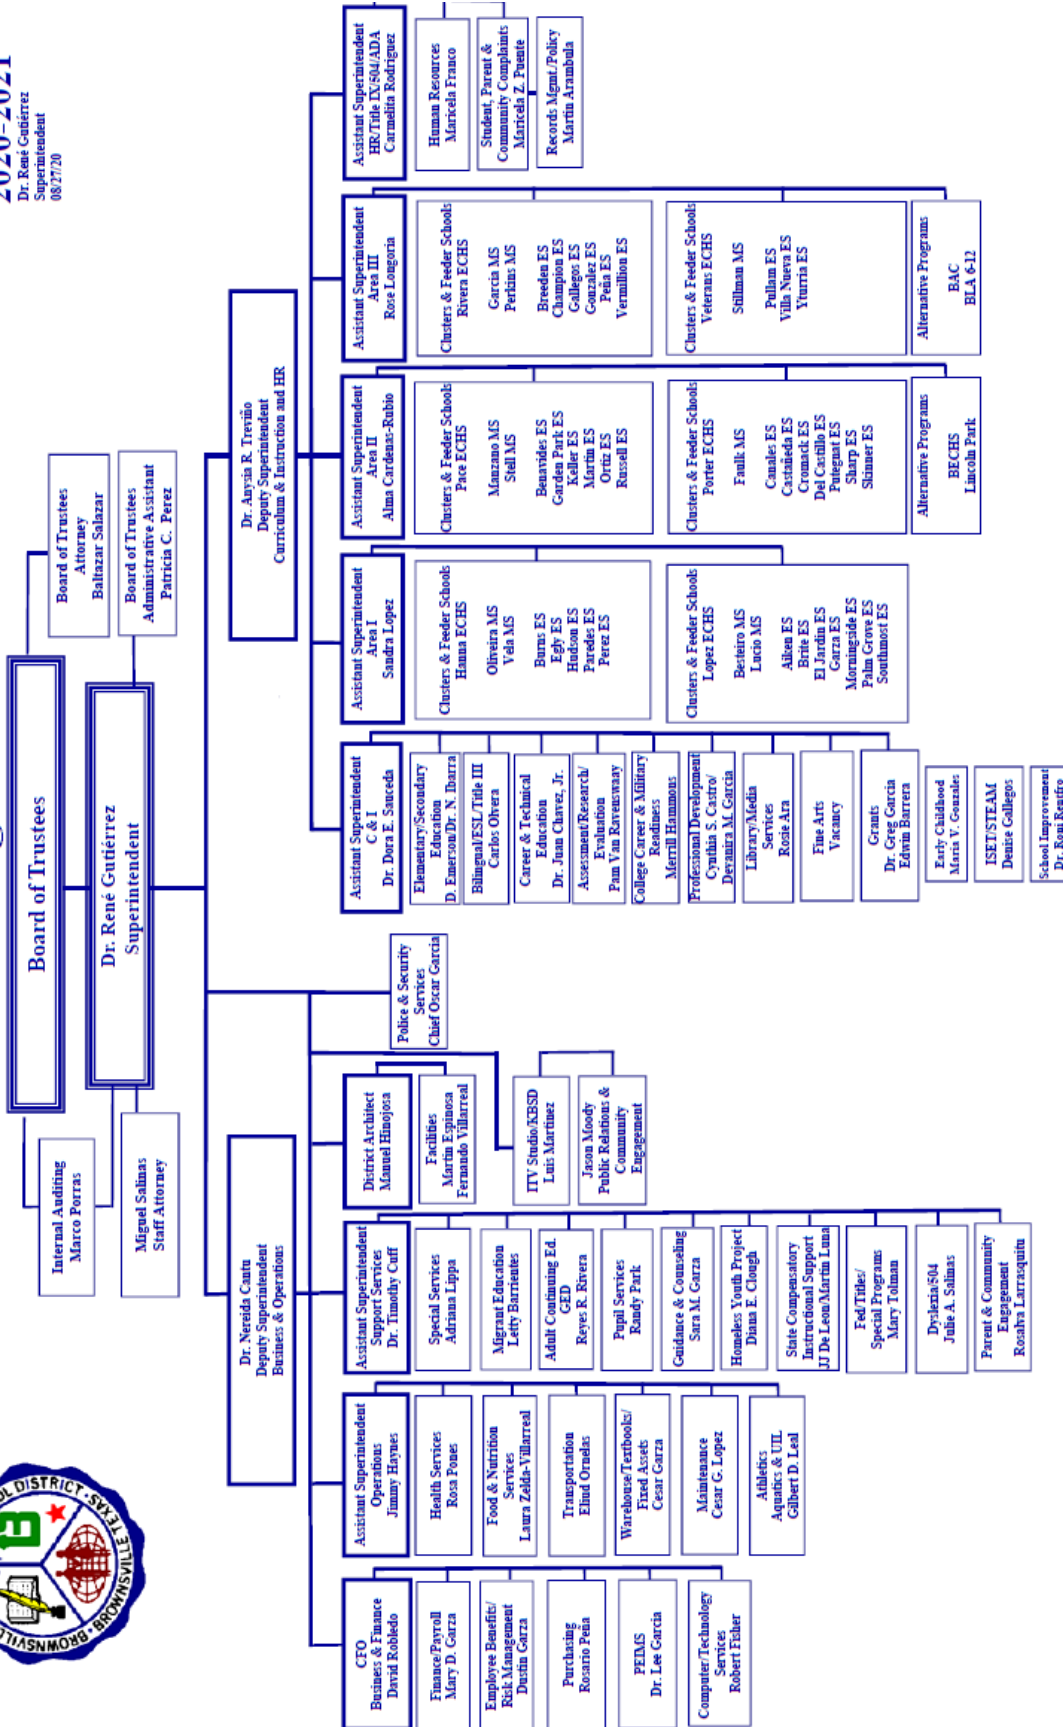 2020-2021
Dr. René Gutiérrez
Superintendent
08/27/20
Board of Trustees
Board of Trustees
Attorney
Baltazar Salazar
Internal Auditing
Marco Porras
Dr. René Gutiérrez
Superintendent
Board of Trustees
Administrative Assistant
Patricia C. Perez
Miguel Salinas
Staff Attorney
Dr. Nereida Cantu
Deputy Superintendent
Business & Operations
Dr. Anysia R. Treviño
Deputy Superintendent
Curriculum & Instruction and HR
CFO
Business & Finance
David Robledo
Finance/Payroll
Mary D. Garza
Employee Benefits/
Risk Management
Dustin Garza
Purchasing
Rosario Peña
PEIMS
Dr. Lee Garcia
Computer/Technology
Services
Robert Fisher
Assistant Superintendent
Operations
Jimmy Haynes
Health Services
Rosa Pones
Food & Nutrition
Services
Laura Zelda-Villarreal
Transportation
Eliud Ornelas
Warehouse/Textbooks/
Fixed Assets
Cesar Garza
Maintenance
Cesar G. Lopez
Athletics
Aquatics & UIL
Gilbert D. Leal
Assistant Superintendent
Support Services
Dr. Timothy Cuff
Special Services
Adriana Lippa
Migrant Education
Letty Barrientes
Adult Continuing Ed.
GED
Reyes R. Rivera
Pupil Services
Randy Park
Guidance & Counseling
Sara M. Garza
Homeless Youth Project
Diana E. Clough
State Compensatory
Instructional Support
JJ De Leon/Martin Luna
Fed/Titles/
Special Programs
Mary Tolman
Dyslexia/504
Julie A. Salinas
Parent & Community
Engagement
Rosalva Larrasquitu
District Architect
Manuel Hinojosa
Facilities
Martin Espinosa
Fernando Villarreal
ITV Studio/KBSD
Luis Martinez
Jason Moody
Public Relations &
Community
Engagement
Police & Security
Services
Chief Oscar Garcia
Assistant Superintendent
C & I
Dr. Dora E. Sauceda
Elementary/Secondary
Education
D. Emerson/Dr. N. Ibarra
Bilingual/ESL/Title III
Carlos Olvera
Career & Technical
Education
Dr. Juan Chavez, Jr.
Assessment/Research/
Evaluation
Pam Van Ravenswaay
College Career & Military
Readiness
Merrill Hammons
Professional Development
Cynthia S. Castro/
Devanira M. Garcia
Library/Media
Services
Rosie Ara
Fine Arts
Vacancy
Grants
Dr. Greg Garcia
Edwin Barrera
Early Childhood
Maria V. Gonzales
ISET/STEAM
Denise Gallegos
School Improvement
Dr. Roni Rentfro
Assistant Superintendent
Area I
Sandra Lopez
Clusters & Feeder Schools
Hanna ECHS
Oliveira MS
Vela MS
Burns ES
Egly ES
Hudson ES
Paredes ES
Perez ES
Clusters & Feeder Schools
Lopez ECHS
Besteiro MS
Lucio MS
Aiken ES
Brite ES
El Jardin ES
Garza ES
Morningside ES
Palm Grove ES
Southmost ES
Assistant Superintendent
Area II
Alma Cardenas-Rubio
Clusters & Feeder Schools
Pace ECHS
Manzano MS
Stell MS
Benavides ES
Garden Park ES
Keller ES
Martin ES
Ortiz ES
Russell ES
Clusters & Feeder Schools
Porter ECHS
Faulk MS
Canales ES
Castañeda ES
Cromack ES
Del Castillo ES
Putegnat ES
Sharp ES
Skinner ES
Alternative Programs
BECHS
Lincoln Park
Assistant Superintendent
Area III
Rose Longoria
Clusters & Feeder Schools
Rivera ECHS
Garcia MS
Perkins MS
Breeden ES
Champion ES
Gallegos ES
Gonzalez ES
Peña ES
Vermillion ES
Clusters & Feeder Schools
Veterans ECHS
Stillman MS
Pullam ES
Villa Nueva ES
Yturria ES
Alternative Programs
BAC
BLA 6-12
Assistant Superintendent
HR/Title IX/504/ADA
Carmelita Rodriguez
Human Resources
Maricela Franco
Student, Parent &
Community Complaints
Maricela Z. Puente
Records Mgmt./Policy
Martin Arambula
DISTRICT
BROWNSVILLE TEXAS
B